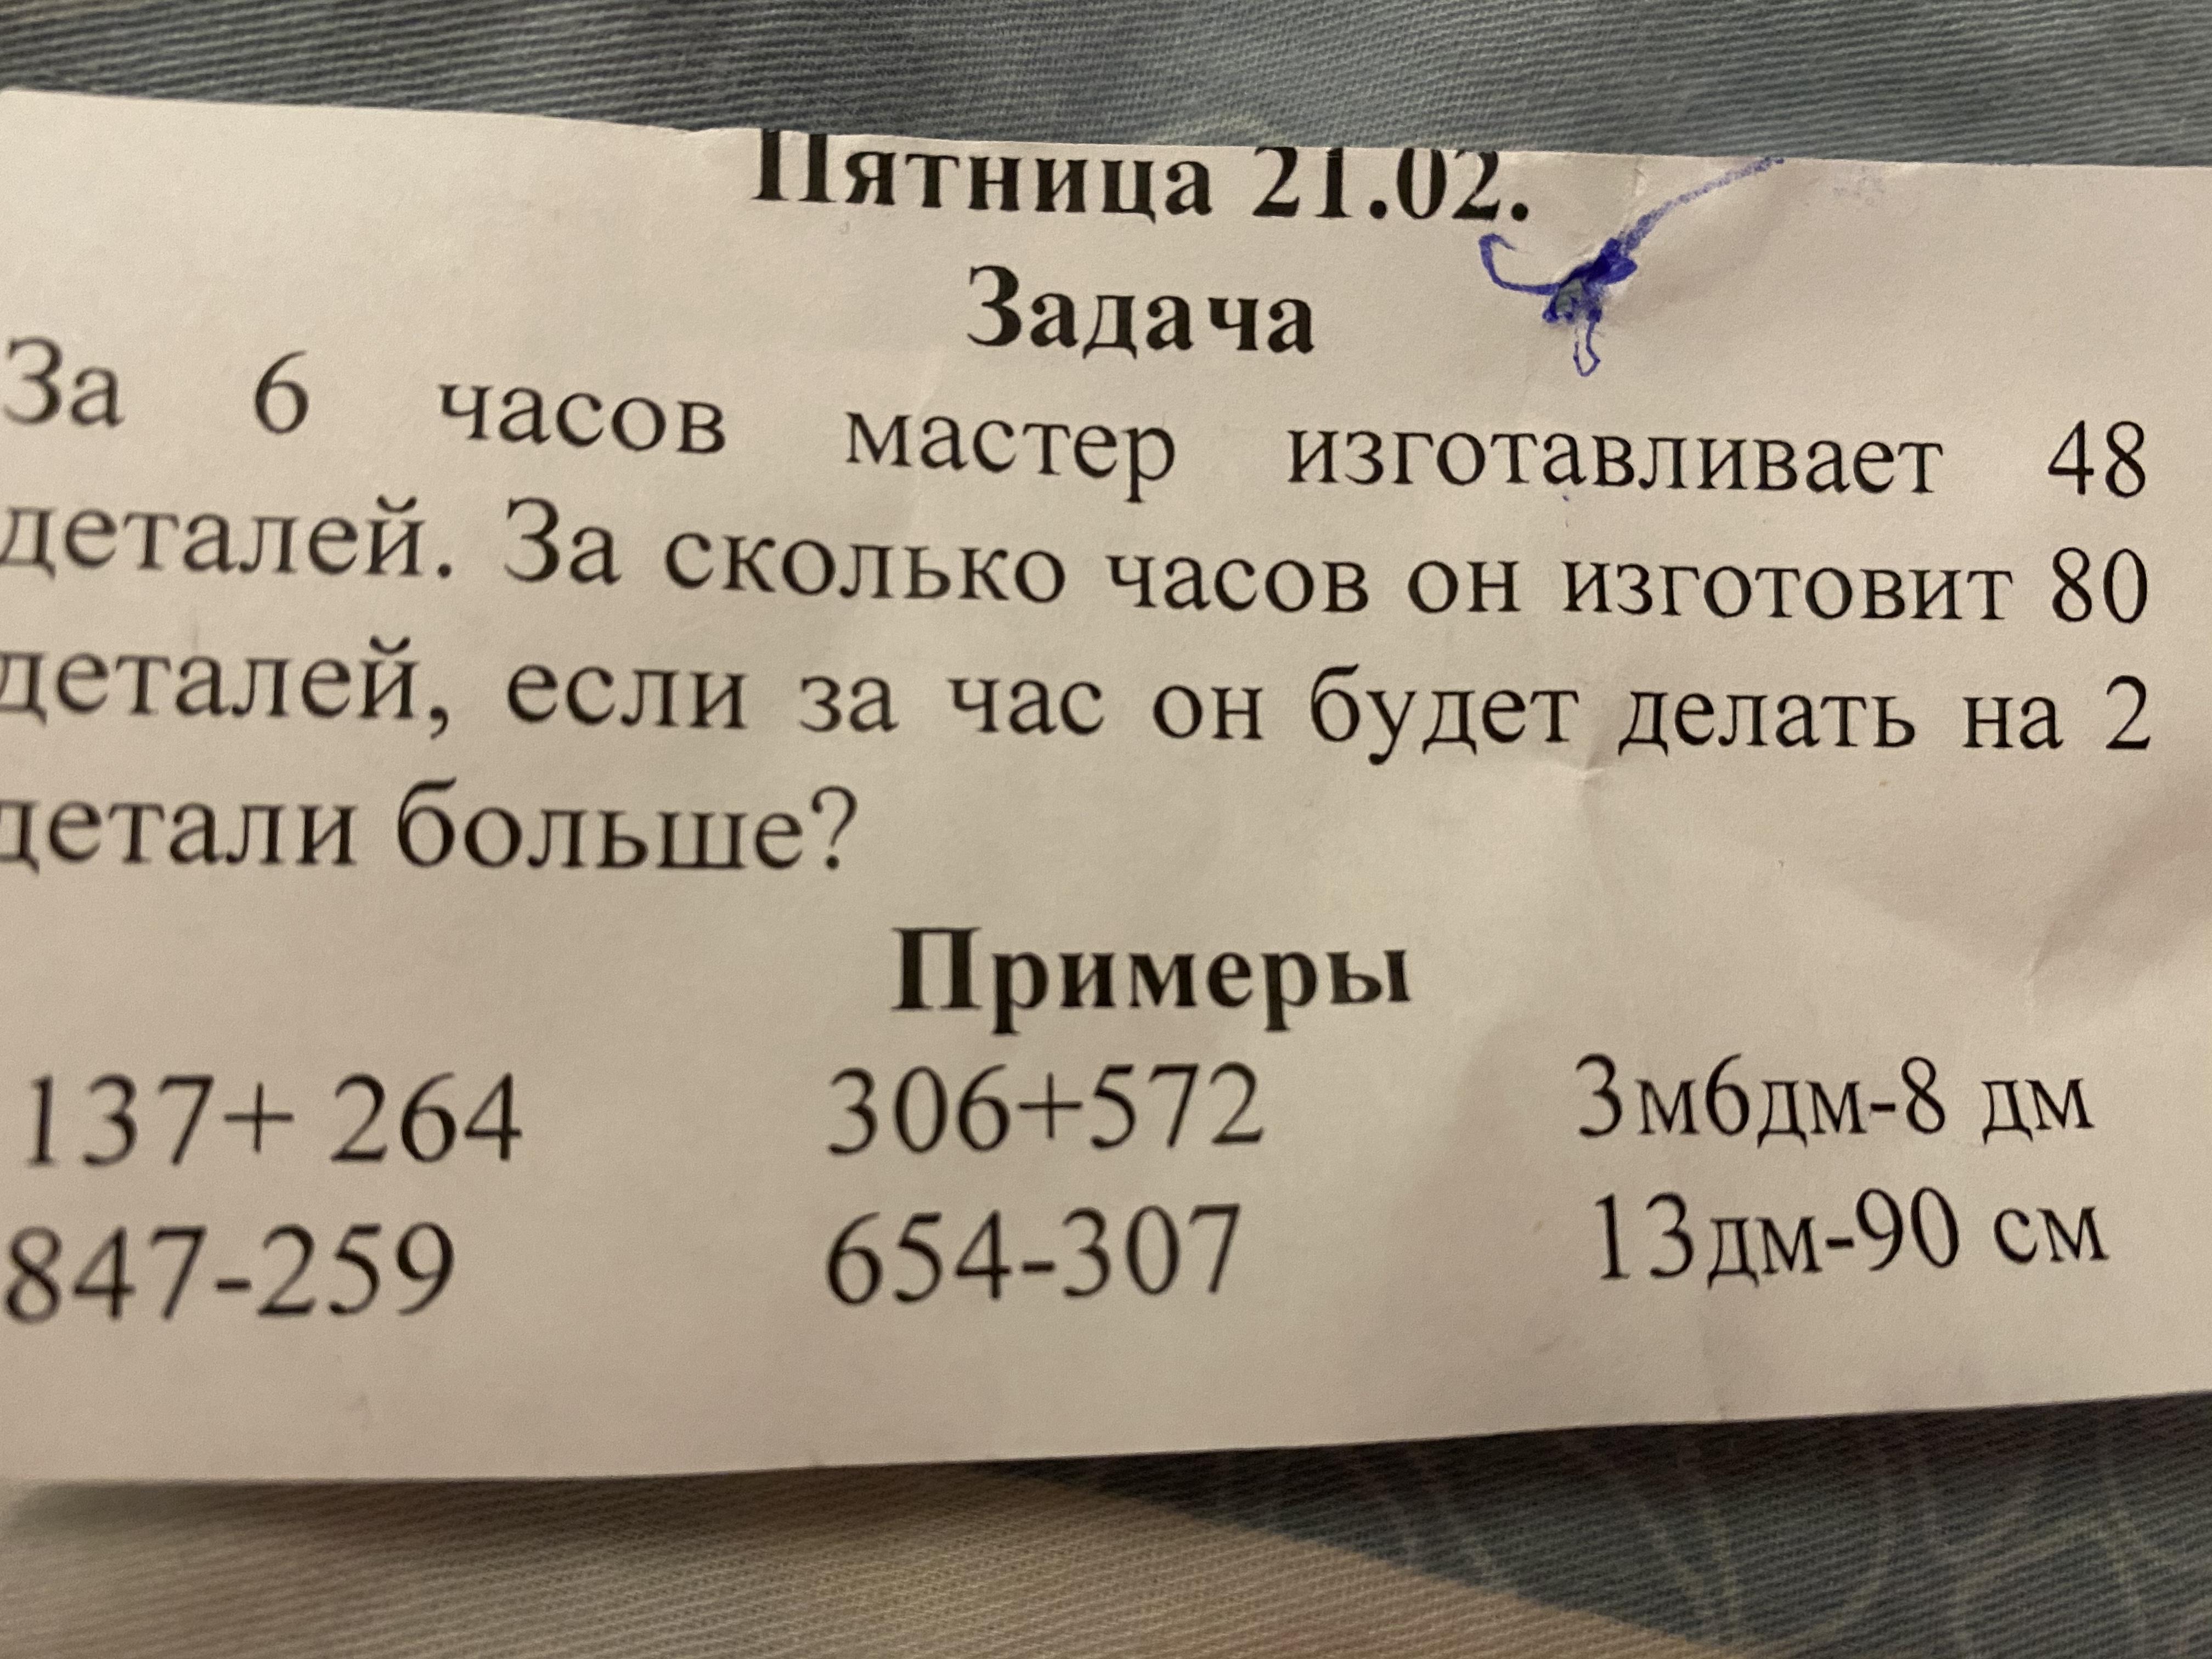 Пятница 21.02.
Задача
За 6 часов мастер изготавливает 48
деталей. За сколько часов он изготовит 80
деталей, если за час он будет делать на 2
детали больше?
Примеры
137+ 264 306+572 3м6дм-8 дм
847-259 654-307 13дм-90 см